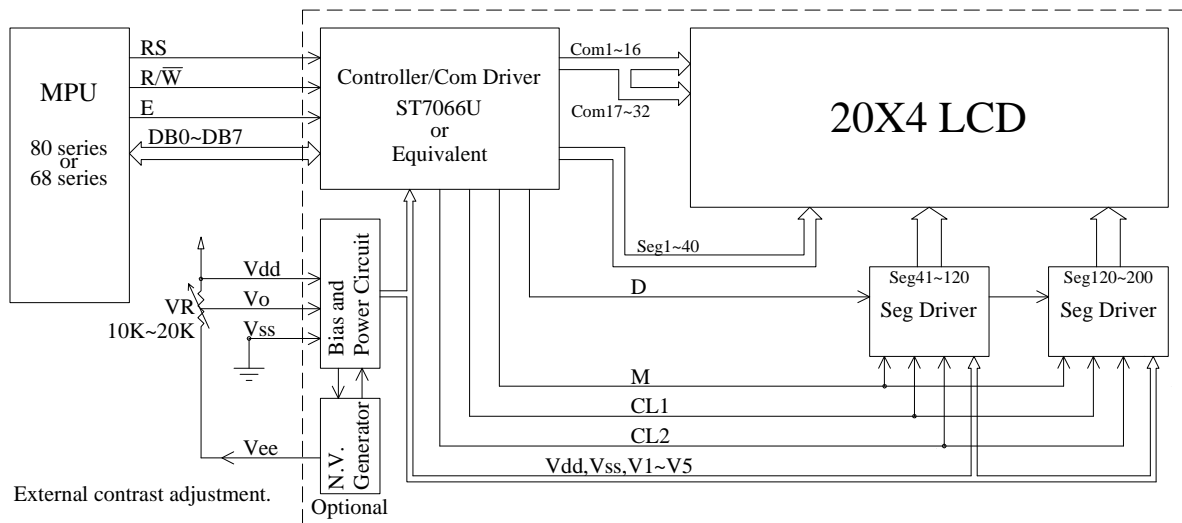 MPU
80 series
or
68 series
RS
R/W̅
E
DB0~DB7
Controller/Com Driver
ST7066U
or
Equivalent
Com1~16
Com17~32
20X4 LCD
Seg1~40
D
Seg41~120
Seg Driver
Seg120~200
Seg Driver
Vdd
Vo
Vss
VR
10K~20K
Bias and
Power Circuit
M
CL1
CL2
Vdd,Vss,V1~V5
Vee
N.V.
Generator
Optional
External contrast adjustment.